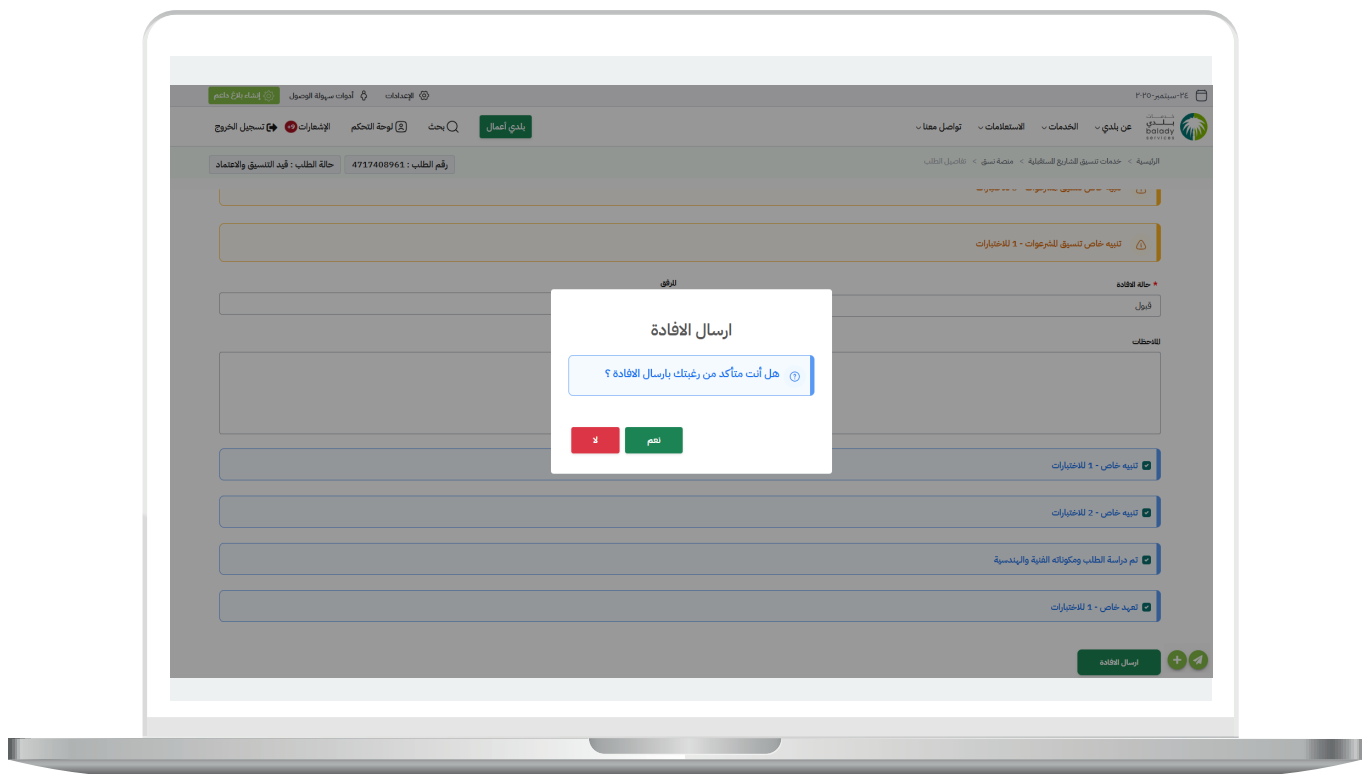 ٢٤-سبتمبر-٢٠٢٥
الإعدادات
أدوات سهولة الوصول
إنشاء بلاغ داعم
بــلــدي
balady
عن بلدي
الخدمات
الاستعلامات
تواصل معنا
بلدي أعمال
بحث
لوحة التحكم
الإشعارات
تسجيل الخروج
الرئيسية > خدمات تنسيق المشاريع المستقبلية > منصة نسق > تفاصيل الطلب
رقم الطلب : 4717408961
حالة الطلب : قيد التنسيق والاعتماد
تنبيه خاص تنسيق للمشروعات - 1 للاختبارات
* حالة الافادة
المرفق
قبول
الملاحظات
ارسال الافادة
هل أنت متأكد من رغبتك بارسال الافادة ؟
نعم
لا
تنبيه خاص - 1 للاختبارات
تنبيه خاص - 2 للاختبارات
تم دراسة الطلب ومكوناته الفنية والهندسية
تعهد خاص - 1 للاختبارات
ارسال الافادة